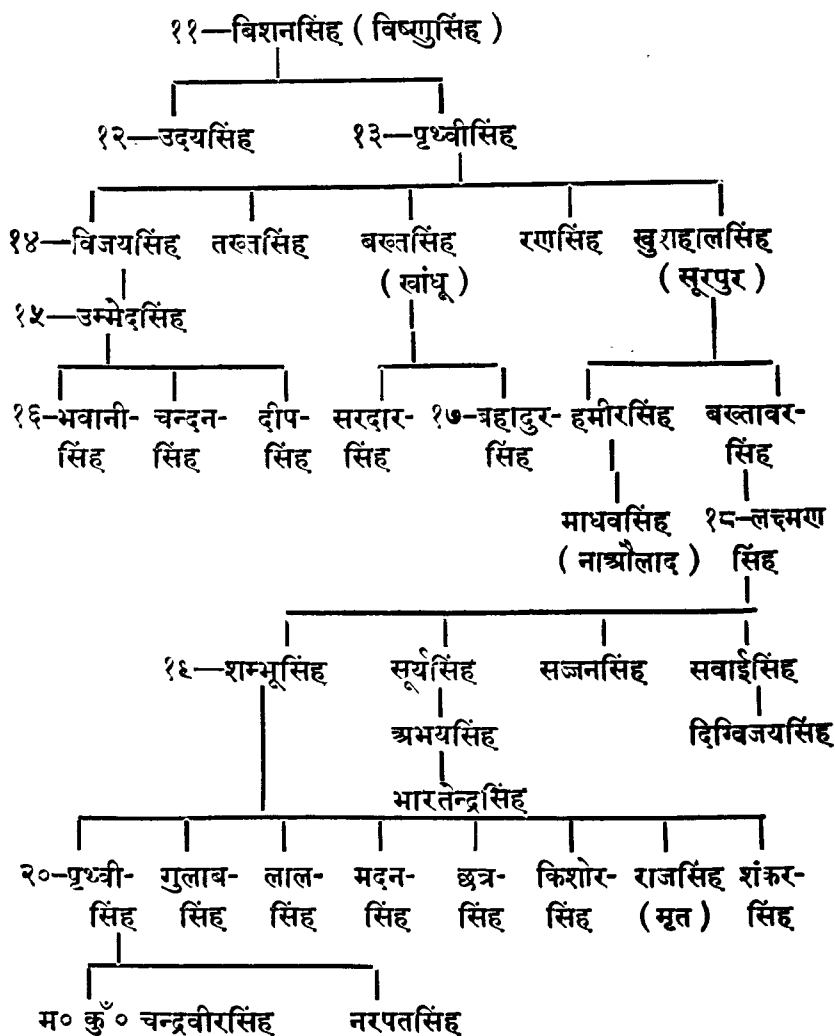 ११—बिशनसिंह ( विष्णुसिंह )
१२—उदयसिंह १३—पृथ्वीसिंह
१४—विजयसिंह तख्तसिंह बख्तसिंह रणसिंह खुशहालसिंह
( खांधू ) ( सूरपुर )
१५—उम्मेदसिंह
१६-भवानी- चन्दन- दीप- सरदार- १७-बहादुर- हमीरसिंह बख्तावर-
सिंह सिंह सिंह सिंह सिंह सिंह
माधवसिंह १८-लक्ष्मण
( नाऔलाद ) सिंह
१९—शम्भूसिंह सूर्यसिंह सज्जनसिंह सवाईसिंह
अभयसिंह दिग्विजयसिंह
भारतेन्द्रसिंह
२०-पृथ्वी- गुलाब- लाल- मदन- छत्र- किशोर- राजसिंह शंकर-
सिंह सिंह सिंह सिंह सिंह सिंह ( मृत ) सिंह
म० कुँ० चन्द्रवीरसिंह नरपतसिंह